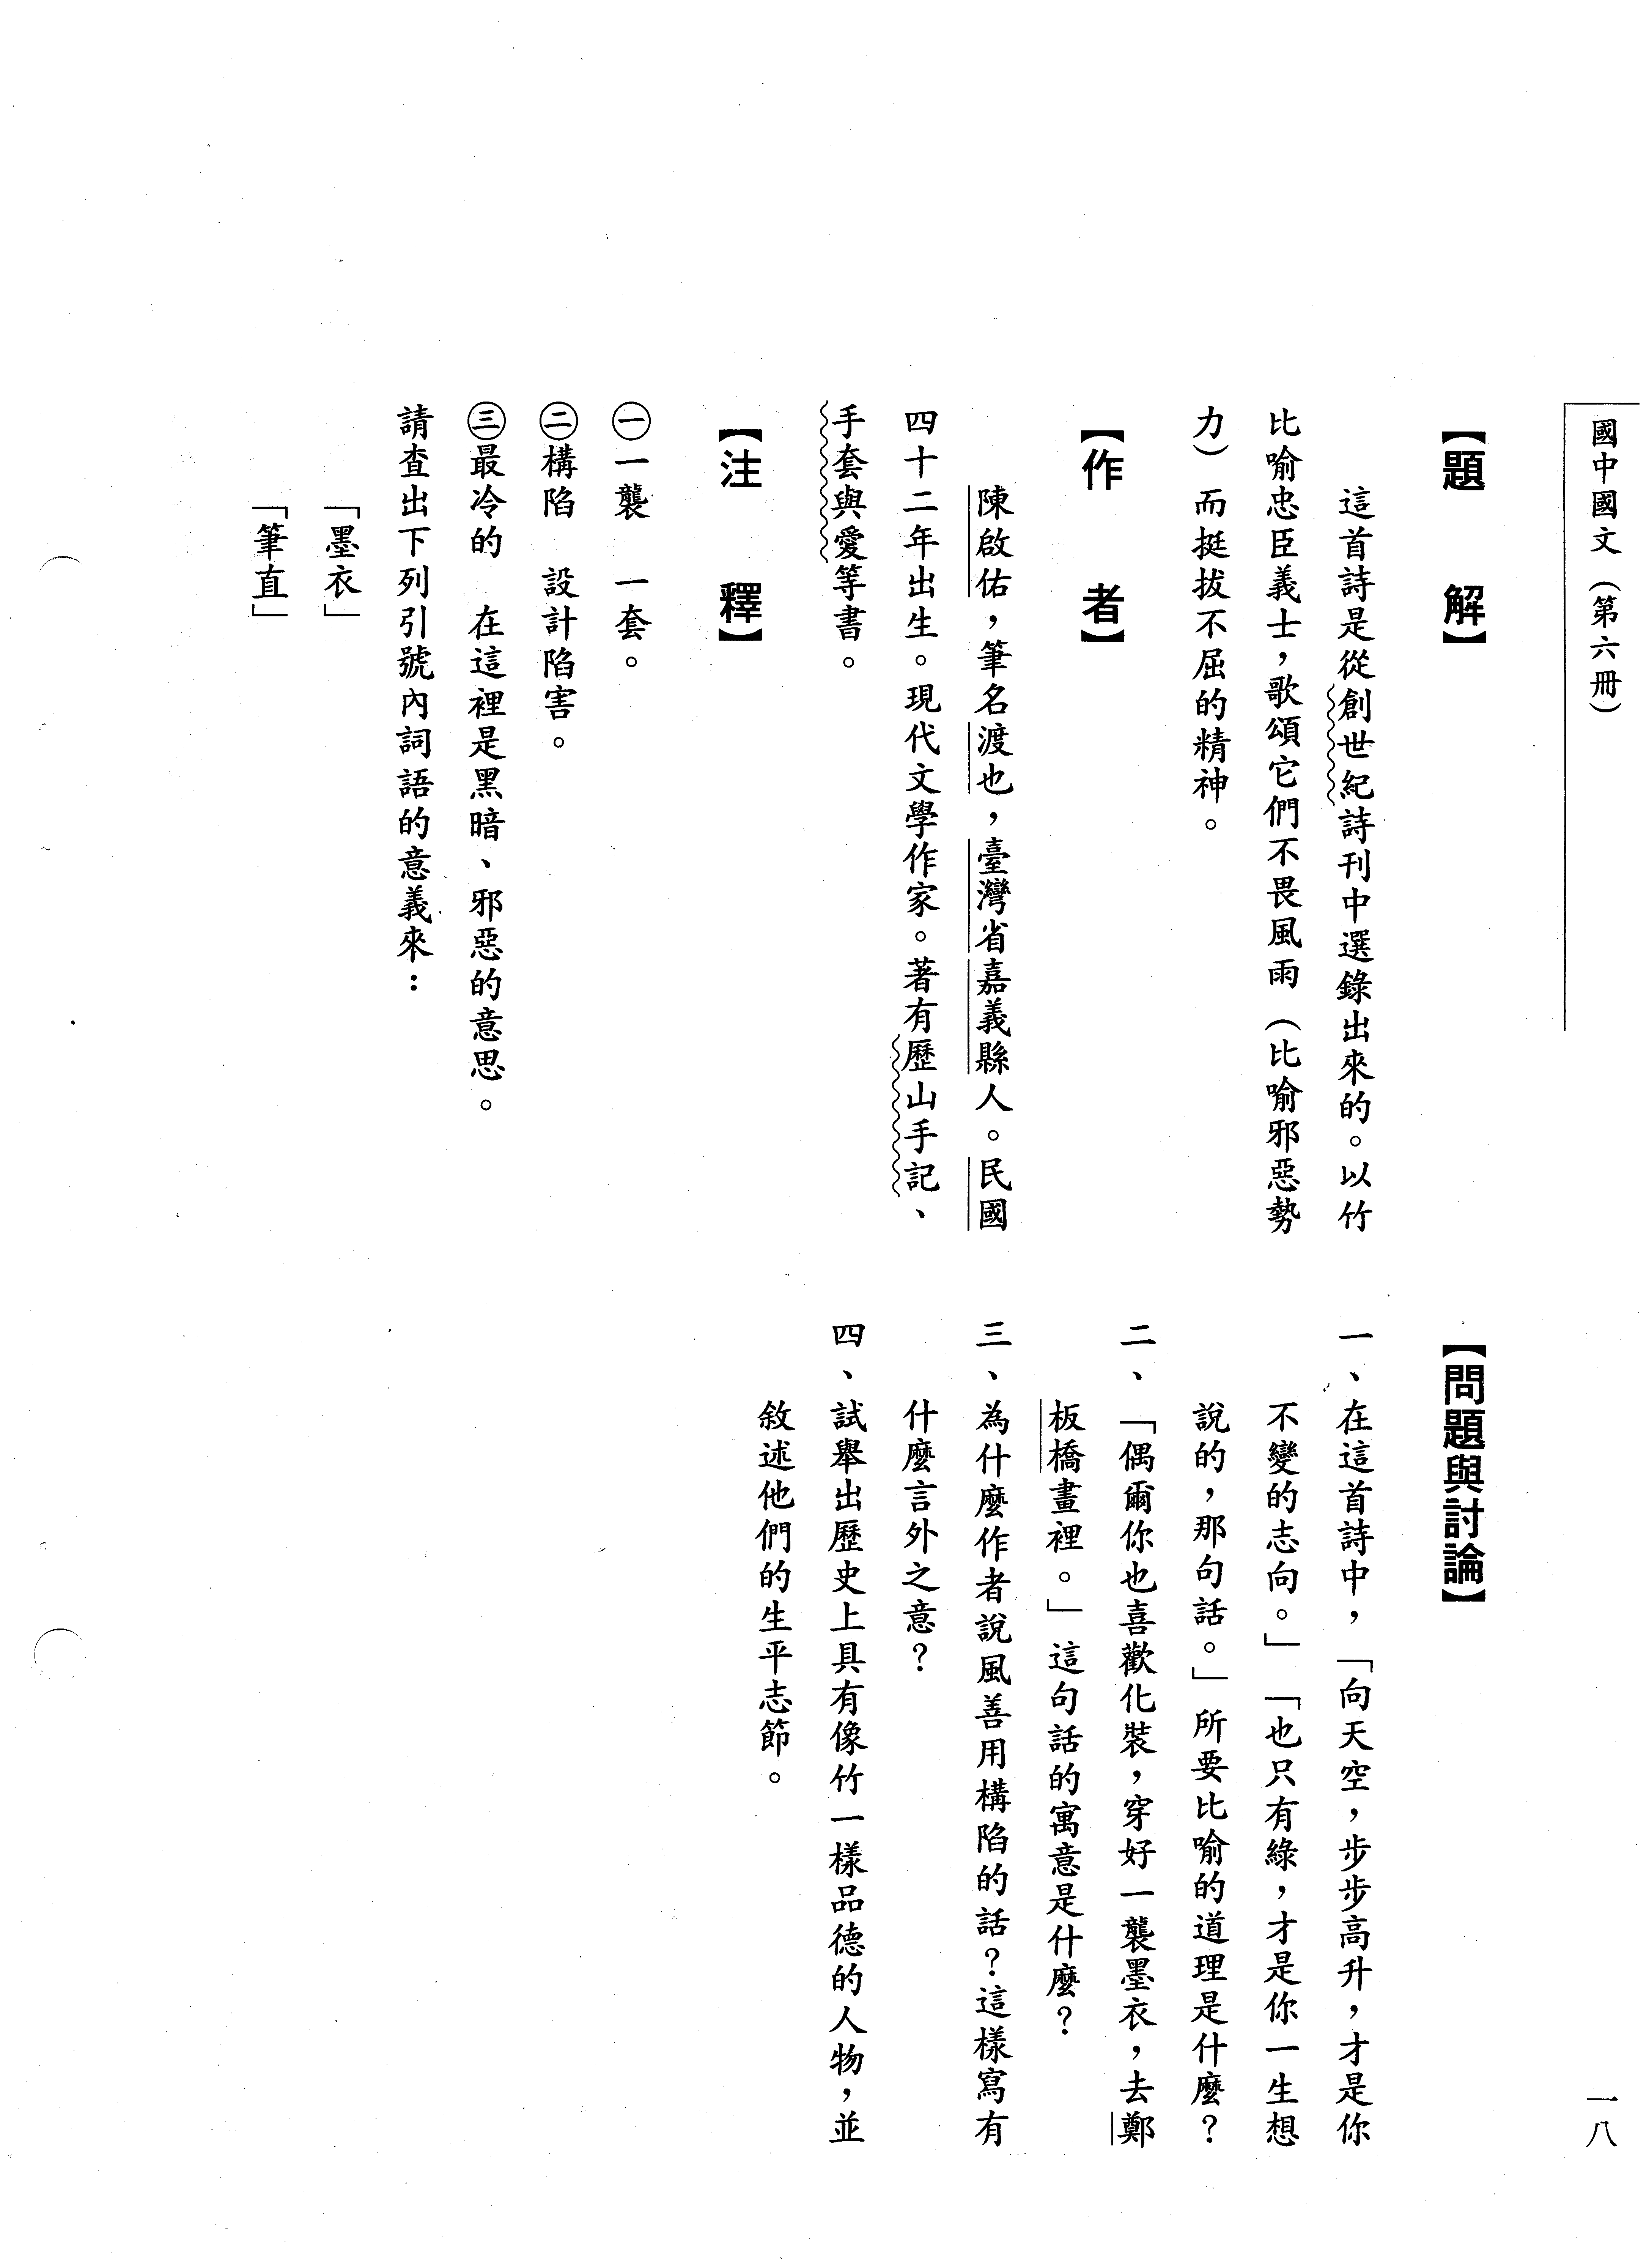 國中國文(第六冊)
一八
【題　解】
這首詩是從創世紀詩刊中選錄出來的。以竹
比喻忠臣義士，歌頌它們不畏風雨(比喻邪惡勢
力)而挺拔不屈的精神。
【作　者】
陳啟佑，筆名渡也，臺灣省嘉義縣人。民國
四十二年出生。現代文學作家。著有歷山手記、
手套與愛等書。
【注　釋】
㊀一襲　一套。
㊁構陷　設計陷害。
㊂最冷的　在這裡是黑暗、邪惡的意思。
請查出下列引號內詞語的意義來：
「墨衣」
「筆直」
【問題與討論】
一、在這首詩中，「向天空，步步高升，才是你
不變的志向。」「也只有綠，才是你一生想
說的，那句話。」所要比喻的道理是什麼？
二、「偶爾你也喜歡化裝，穿好一襲墨衣，去鄭
板橋畫裡。」這句話的寓意是什麼？
三、為什麼作者說風善用構陷的話？這樣寫有
什麼言外之意？
四、試舉出歷史上具有像竹一樣品德的人物，並
敘述他們的生平志節。